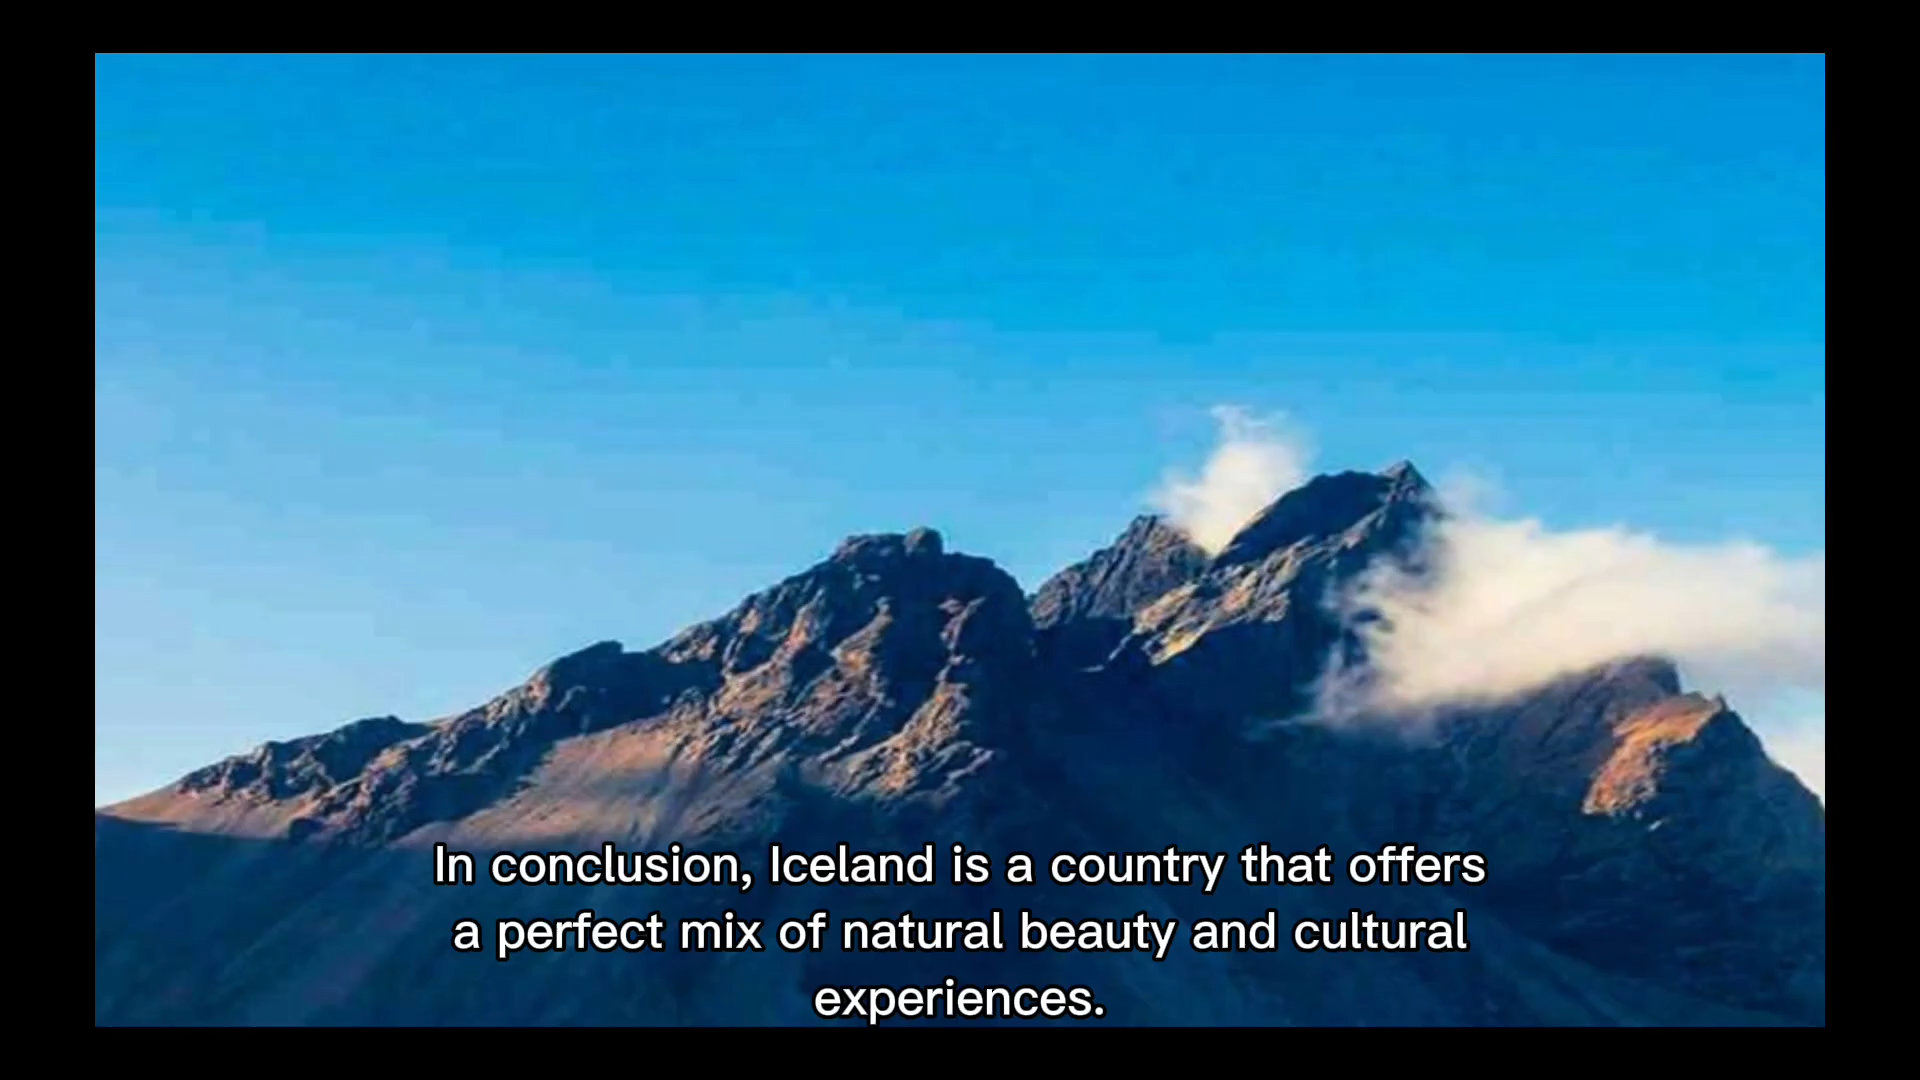 In conclusion, Iceland is a country that offers
a perfect mix of natural beauty and cultural
experiences.